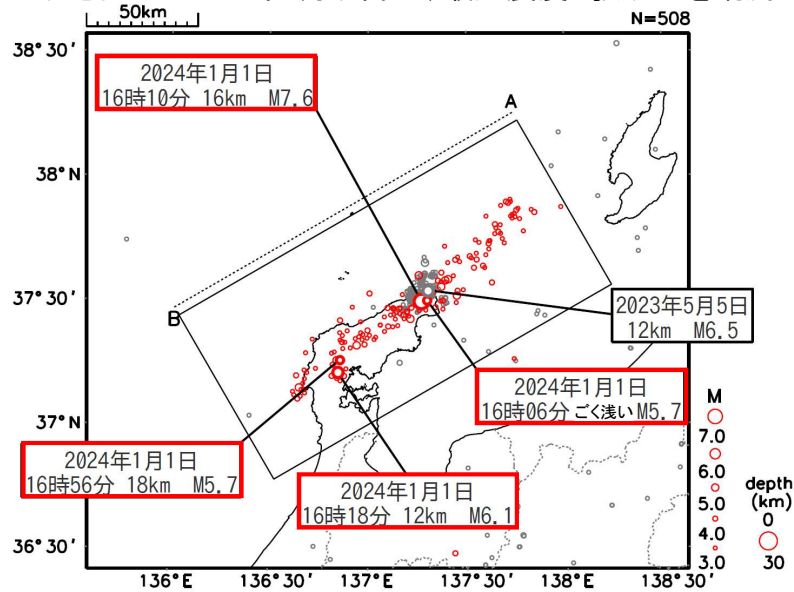 50km
N=508
38°30′
2024年1月1日
16時10分 16km M7.6
A
38°N
37°30′
B
2023年5月5日
12km M6.5
2024年1月1日
16時06分 ごく浅い M5.7
37°N
2024年1月1日
16時56分 18km M5.7
2024年1月1日
16時18分 12km M6.1
M
7.0
6.0
5.0
4.0
3.0
depth
(km)
0
30
36°30′
136°E
136°30′
137°E
137°30′
138°E
138°30′